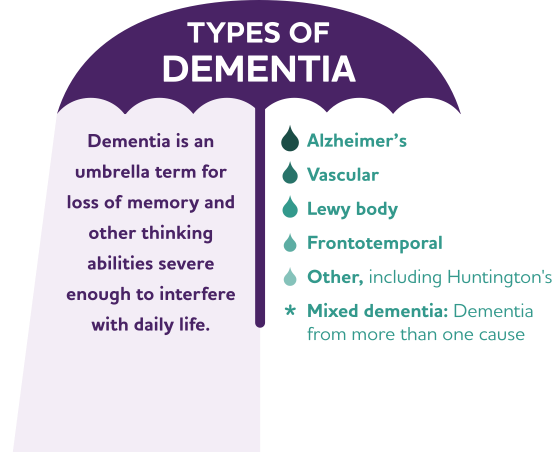 TYPES OF
DEMENTIA
Dementia is an
umbrella term for
loss of memory and
other thinking
abilities severe
enough to interfere
with daily life.
Alzheimer’s
Vascular
Lewy body
Frontotemporal
Other, including Huntington's
* Mixed dementia: Dementia
from more than one cause